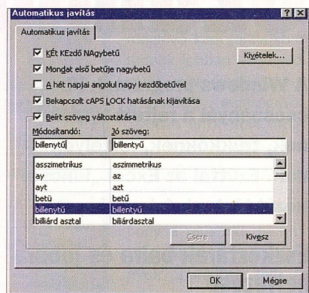 Automatikus javítás
Automatikus javítás
KÉt KEzdő NAgybetű
Kivételek...
Mondat első betűje nagybetű
A hét napjai angolul nagy kezdőbetűvel
Bekapcsolt cAPS LOCK hatásának kijavítása
Beírt szöveg változtatása
Módosítandó: Jó szöveg:
billenytű billentyű
asszimetrikus aszimmetrikus
ay az
ayt azt
betü betű
billenytű billentyű
billiárd asztal biliárdasztal
Csere Kivesz
OK Mégse